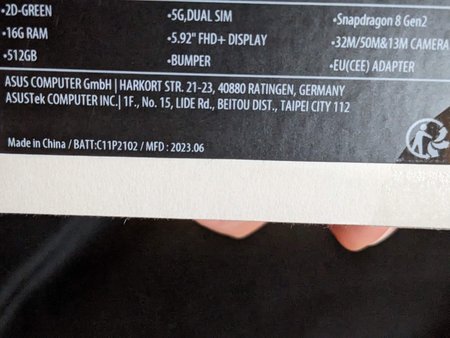 •2D-GREEN •5G,DUAL SIM •Snapdragon 8 Gen2
•16G RAM •5.92" FHD+ DISPLAY •32M/50M&13M CAMERA
•512GB •BUMPER •EU(CEE) ADAPTER
ASUS COMPUTER GmbH | HARKORT STR. 21-23, 40880 RATINGEN, GERMANY
ASUSTek COMPUTER INC.| 1F., No. 15, LIDE Rd., BEITOU DIST., TAIPEI CITY 112
Made in China / BATT:C11P2102 / MFD : 2023.06